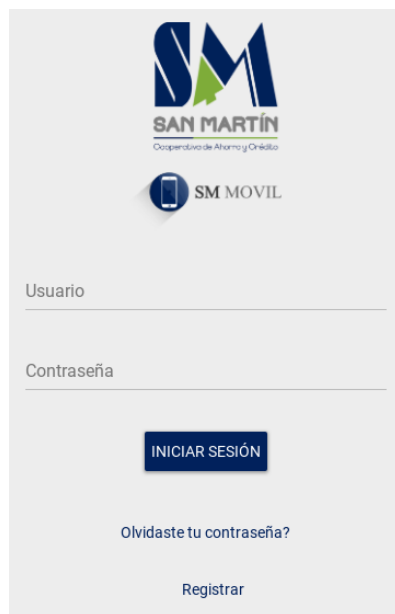 SM
SAN MARTÍN
Cooperativa de Ahorro y Crédito
SM MOVIL
Usuario
Contraseña
INICIAR SESIÓN
Olvidaste tu contraseña?
Registrar